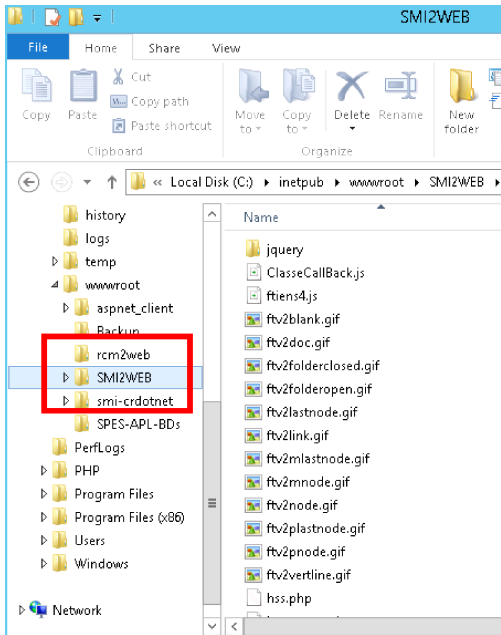 SMI2WEB
File Home Share View
Copy
Paste
Cut
W... Copy path
Paste shortcut
Move to
Copy to
Delete
Rename
New folder
Clipboard
Organize
« Local Disk (C:) inetpub wwwroot SMI2WEB
history
logs
temp
wwwroot
aspnet_client
Backup
rcm2web
SMI2WEB
smi-crdotnet
SPES-APL-BDs
PerfLogs
PHP
Program Files
Program Files (x86)
Users
Windows
Network
Name
jquery
ClasseCallBack.js
ftiens4.js
ftv2blank.gif
ftv2doc.gif
ftv2folderclosed.gif
ftv2folderopen.gif
ftv2lastnode.gif
ftv2link.gif
ftv2mlastnode.gif
ftv2mnode.gif
ftv2node.gif
ftv2plastnode.gif
ftv2pnode.gif
ftv2vertline.gif
hss.php